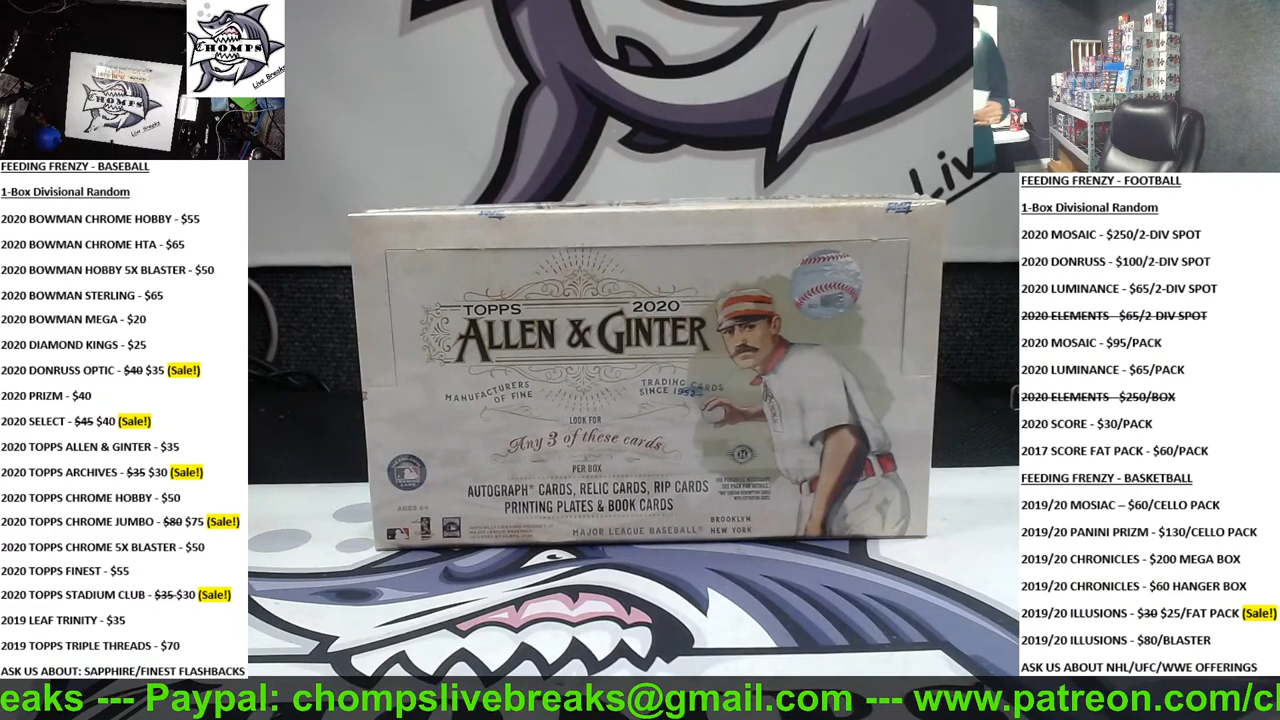 CHOMPS
Live Breaks
CHOMPS
Live Breaks
FEEDING FRENZY - BASEBALL
1-Box Divisional Random
2020 BOWMAN CHROME HOBBY - $55
2020 BOWMAN CHROME HTA - $65
2020 BOWMAN HOBBY 5X BLASTER - $50
2020 BOWMAN STERLING - $65
2020 BOWMAN MEGA - $20
2020 DIAMOND KINGS - $25
2020 DONRUSS OPTIC - $40 $35 (Sale!)
2020 PRIZM - $40
2020 SELECT - $45 $40 (Sale!)
2020 TOPPS ALLEN & GINTER - $35
2020 TOPPS ARCHIVES - $35 $30 (Sale!)
2020 TOPPS CHROME HOBBY - $50
2020 TOPPS CHROME JUMBO - $80 $75 (Sale!)
2020 TOPPS CHROME 5X BLASTER - $50
2020 TOPPS FINEST - $55
2020 TOPPS STADIUM CLUB - $35 $30 (Sale!)
2019 LEAF TRINITY - $35
2019 TOPPS TRIPLE THREADS - $70
ASK US ABOUT: SAPPHIRE/FINEST FLASHBACKS
Liv
TOPPS 2020
ALLEN & GINTER
MANUFACTURERS
OF FINE
TRADING CARDS
SINCE 1952
LOOK FOR
Any 3 of these cards
PER BOX
AUTOGRAPH CARDS, RELIC CARDS, RIP CARDS
PRINTING PLATES & BOOK CARDS
AGES 6+
MAJOR LEAGUE BASEBALL
BROOKLYN
NEW YORK
FEEDING FRENZY - FOOTBALL
1-Box Divisional Random
2020 MOSAIC - $250/2-DIV SPOT
2020 DONRUSS - $100/2-DIV SPOT
2020 LUMINANCE - $65/2-DIV SPOT
2020 ELEMENTS - $65/2-DIV SPOT
2020 MOSAIC - $95/PACK
2020 LUMINANCE - $65/PACK
2020 ELEMENTS - $250/BOX
2020 SCORE - $30/PACK
2017 SCORE FAT PACK - $60/PACK
FEEDING FRENZY - BASKETBALL
2019/20 MOSIAC – $60/CELLO PACK
2019/20 PANINI PRIZM - $130/CELLO PACK
2019/20 CHRONICLES - $200 MEGA BOX
2019/20 CHRONICLES - $60 HANGER BOX
2019/20 ILLUSIONS - $30 $25/FAT PACK (Sale!)
2019/20 ILLUSIONS - $80/BLASTER
ASK US ABOUT NHL/UFC/WWE OFFERINGS
eaks --- Paypal: chompslivebreaks@gmail.com --- www.patreon.com/cl